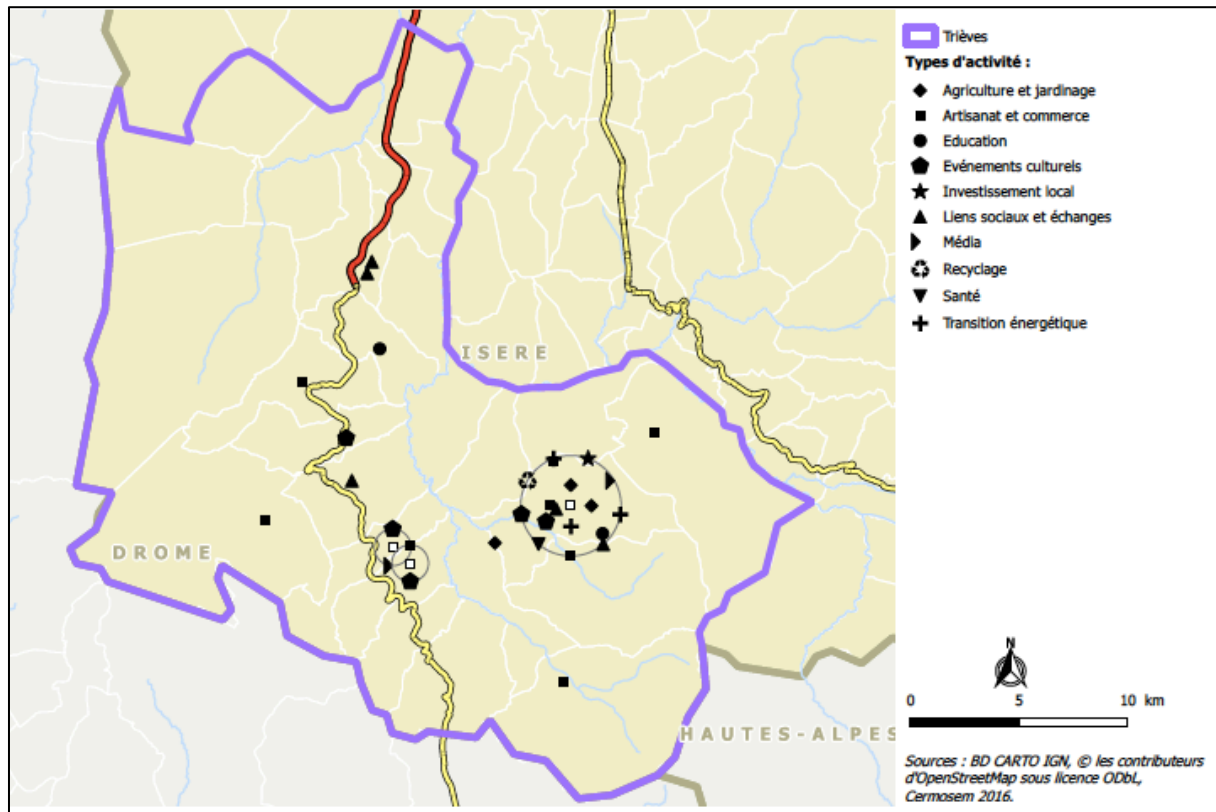 ISERE
DROME
HAUTES-ALPES
Trièves
Types d'activité :
Agriculture et jardinage
Artisanat et commerce
Education
Evénements culturels
Investissement local
Liens sociaux et échanges
Média
Recyclage
Santé
Transition énergétique
N
0 5 10 km
Sources : BD CARTO IGN, © les contributeurs
d'OpenStreetMap sous licence ODbL,
Cermosem 2016.